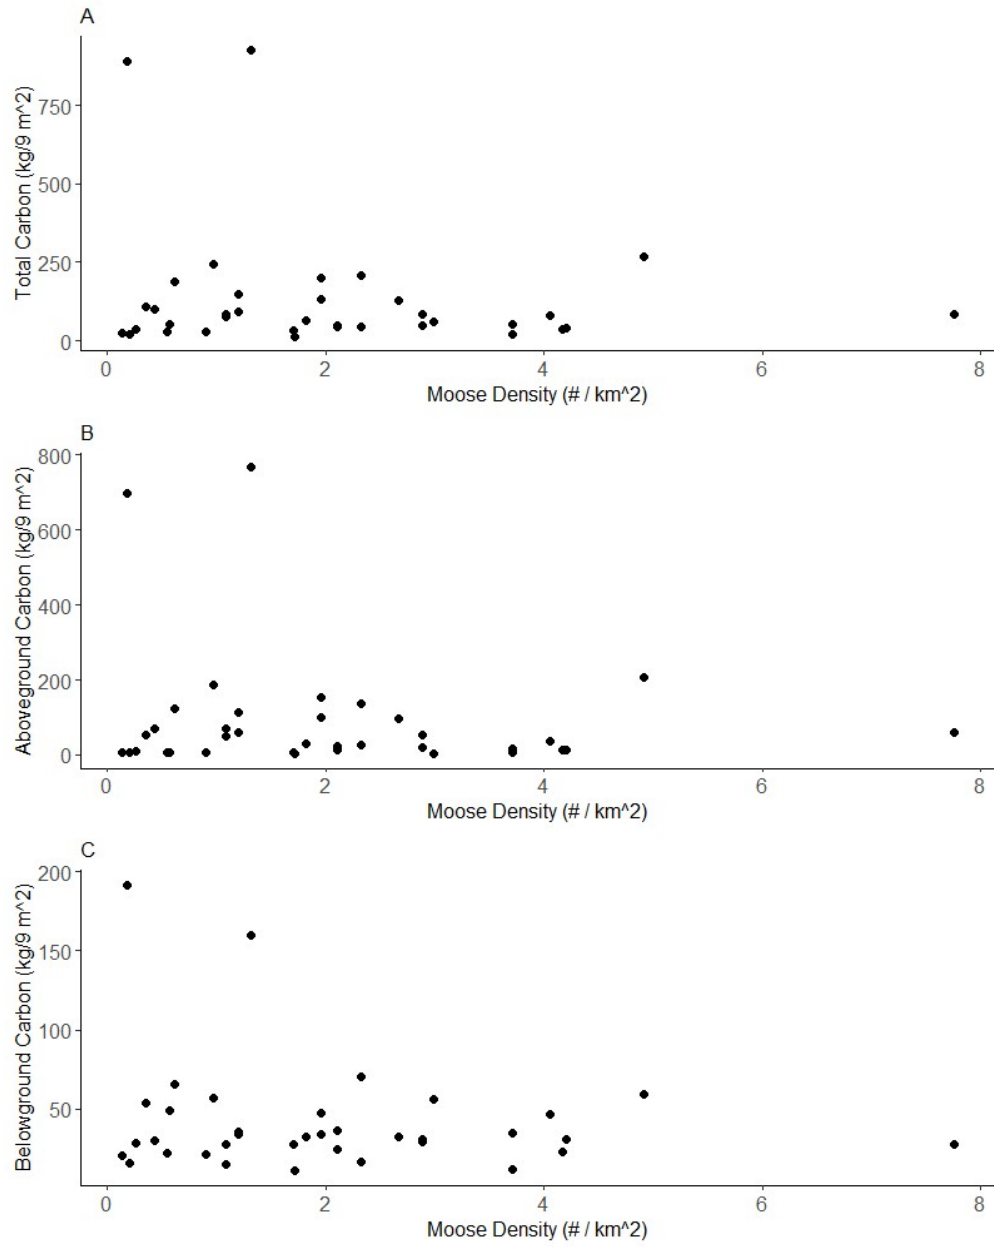 A
Total Carbon (kg/9 m^2)
750
500
250
0
0 2 4 6 8
Moose Density (# / km^2)
B
Aboveground Carbon (kg/9 m^2)
800
600
400
200
0
0 2 4 6 8
Moose Density (# / km^2)
C
Belowground Carbon (kg/9 m^2)
200
150
100
50
0 2 4 6 8
Moose Density (# / km^2)